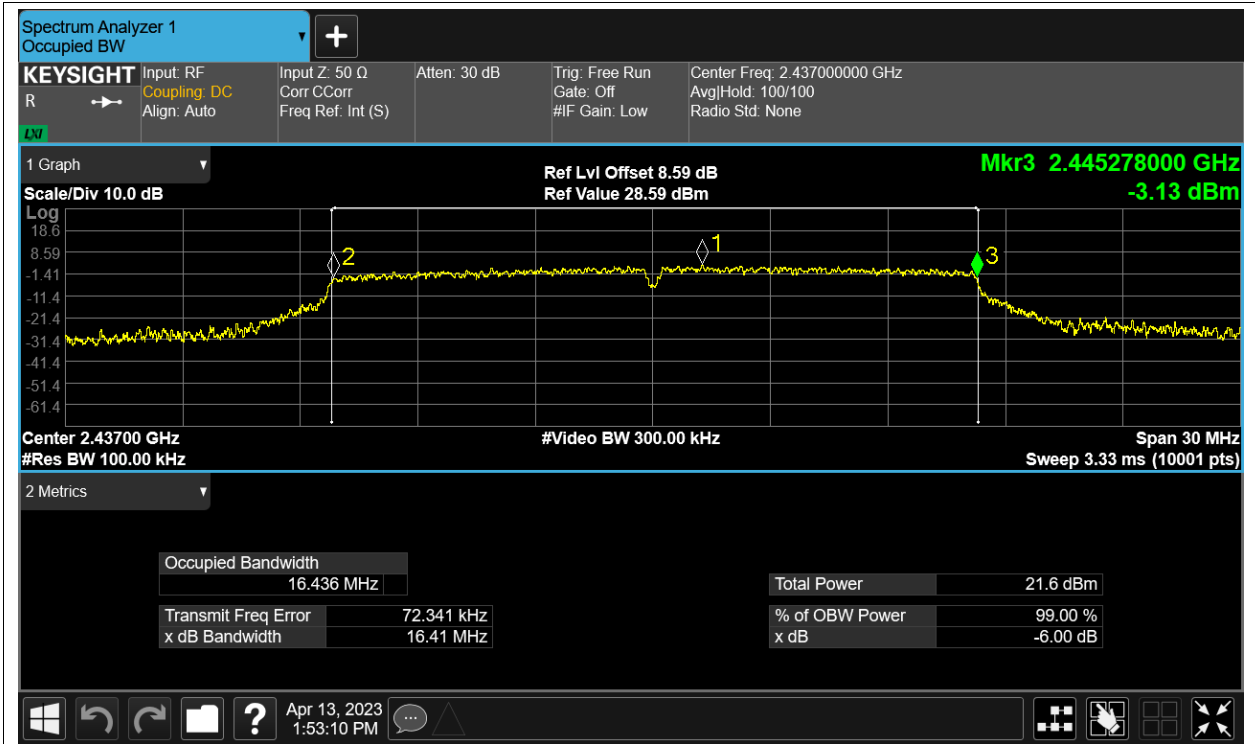 Spectrum Analyzer 1
Occupied BW
+
KEYSIGHT
R
LXI
Input: RF
Coupling: DC
Align: Auto
Input Z: 50 Ω
Corr CCorr
Freq Ref: Int (S)
Atten: 30 dB
Trig: Free Run
Gate: Off
#IF Gain: Low
Center Freq: 2.437000000 GHz
Avg|Hold: 100/100
Radio Std: None
1 Graph
Scale/Div 10.0 dB
Ref Lvl Offset 8.59 dB
Ref Value 28.59 dBm
Mkr3 2.445278000 GHz
-3.13 dBm
Log
18.6
8.59
-1.41
-11.4
-21.4
-31.4
-41.4
-51.4
-61.4
2
1
3
Center 2.43700 GHz
#Res BW 100.00 kHz
#Video BW 300.00 kHz
Span 30 MHz
Sweep 3.33 ms (10001 pts)
2 Metrics
Occupied Bandwidth
16.436 MHz
Transmit Freq Error 72.341 kHz
x dB Bandwidth 16.41 MHz
Total Power 21.6 dBm
% of OBW Power 99.00 %
x dB -6.00 dB
?
Apr 13, 2023
1:53:10 PM